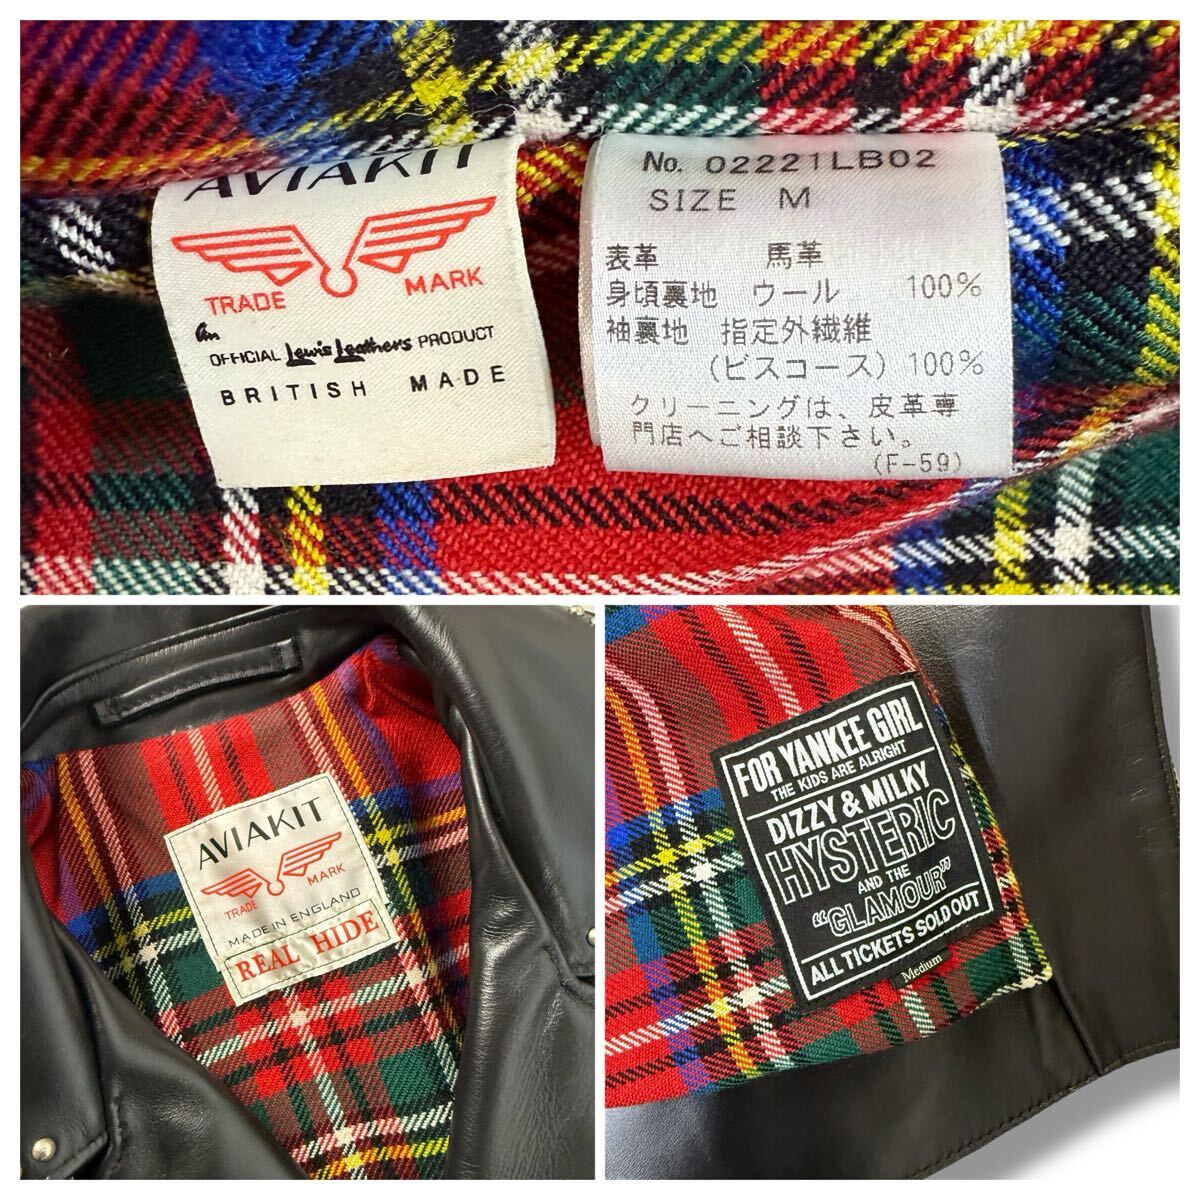 AVIAKIT
TRADE MARK
An
OFFICIAL Lewis Leathers PRODUCT
BRITISH MADE
No. 02221LB02
SIZE M
表革 馬革
身頃裏地 ウール 100%
袖裏地 指定外繊維
(ビスコース) 100%
クリーニングは、皮革専
門店へご相談下さい。
(F-59)
AVIAKIT
TRADE MARK
MADE IN ENGLAND
REAL HIDE
FOR YANKEE GIRL
THE KIDS ARE ALRIGHT
DIZZY & MILKY
HYSTERIC
AND THE
"GLAMOUR"
ALL TICKETS SOLD OUT
Medium